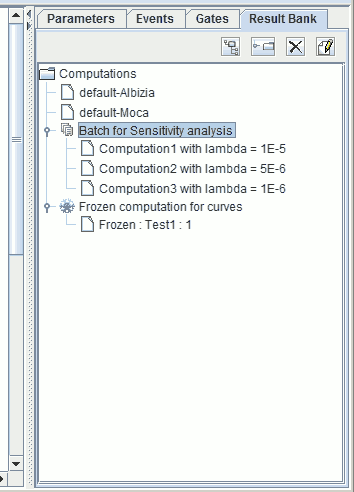 Parameters Events Gates Result Bank
Computations
default-Albizia
default-Moca
Batch for Sensitivity analysis
Computation1 with lambda = 1E-5
Computation2 with lambda = 5E-6
Computation3 with lambda = 1E-6
Frozen computation for curves
Frozen : Test1 : 1